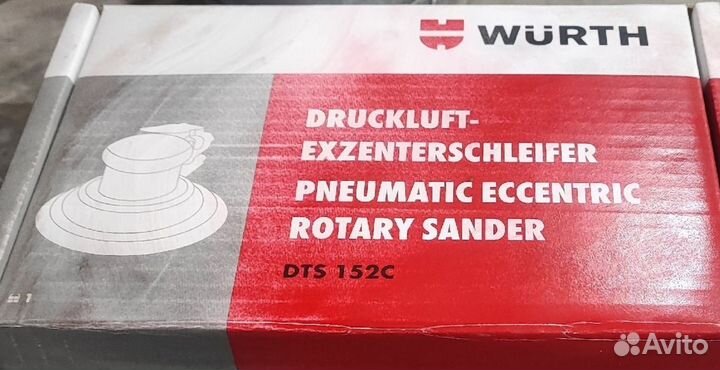 WÜRTH
DRUCKLUFT-
EXZENTERSCHLEIFER
PNEUMATIC ECCENTRIC
ROTARY SANDER
DTS 152C
Avito